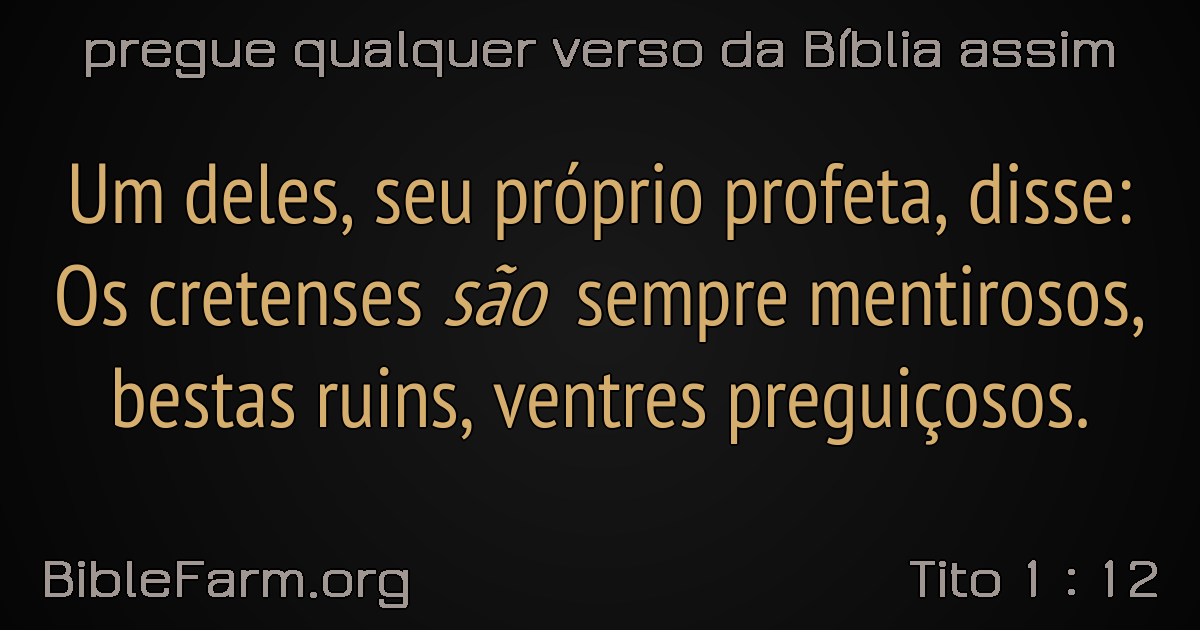 pregue qualquer verso da Bíblia assim
Um deles, seu próprio profeta, disse:
Os cretenses são sempre mentirosos,
bestas ruins, ventres preguiçosos.
BibleFarm.org
Tito 1 : 12